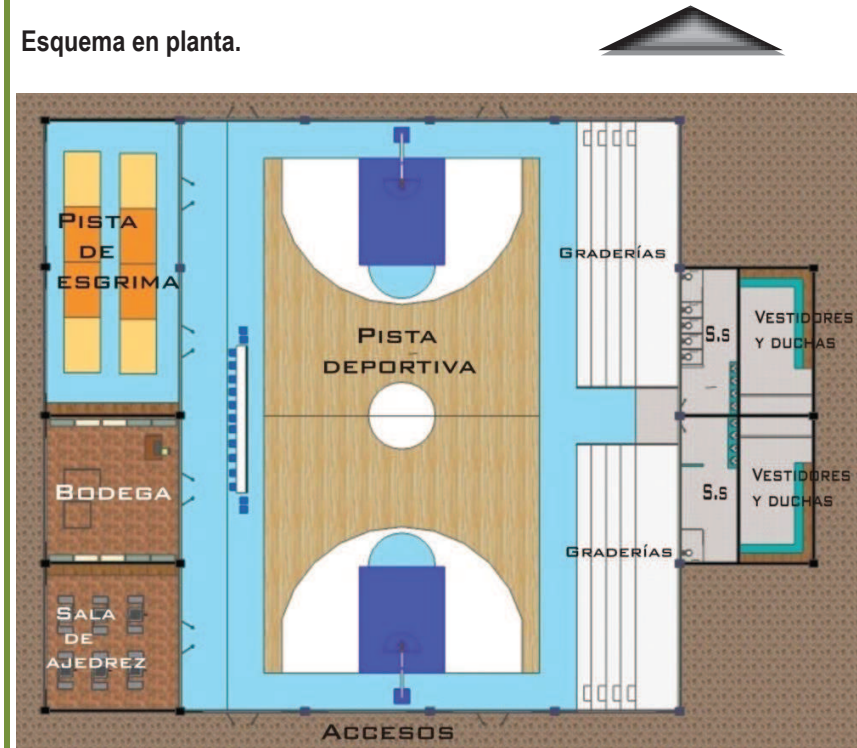 Esquema en planta.
PISTA
DE
ESGRIMA
GRADERÍAS
PISTA
DEPORTIVA
S.s
VESTIDORES
Y DUCHAS
BODEGA
S.s
VESTIDORES
Y DUCHAS
GRADERÍAS
SALA
DE
AJEDREZ
ACCESOS